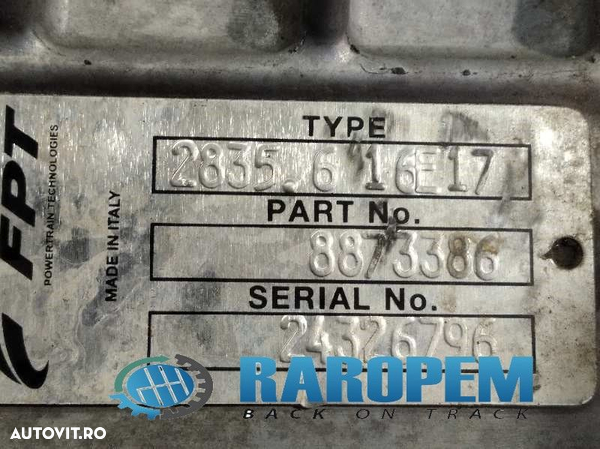 FPT
POWERTRAIN TECHNOLOGIES
MADE IN ITALY
TYPE
2835.6 16E17
PART No.
8873386
SERIAL No.
24326796
RAROPEM
BACK ON TRACK
AUTOVIT.RO